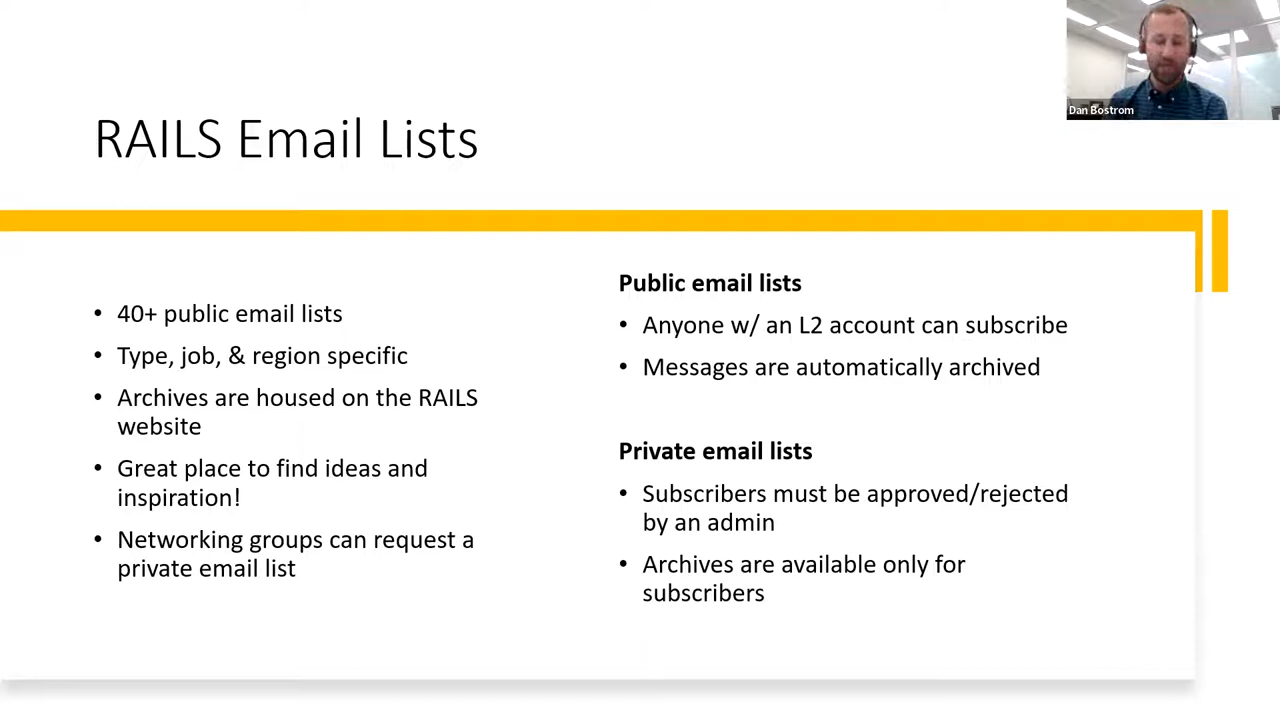 Dan Bostrom
RAILS Email Lists
• 40+ public email lists
• Type, job, & region specific
• Archives are housed on the RAILS
website
• Great place to find ideas and
inspiration!
• Networking groups can request a
private email list
Public email lists
• Anyone w/ an L2 account can subscribe
• Messages are automatically archived
Private email lists
• Subscribers must be approved/rejected
by an admin
• Archives are available only for
subscribers